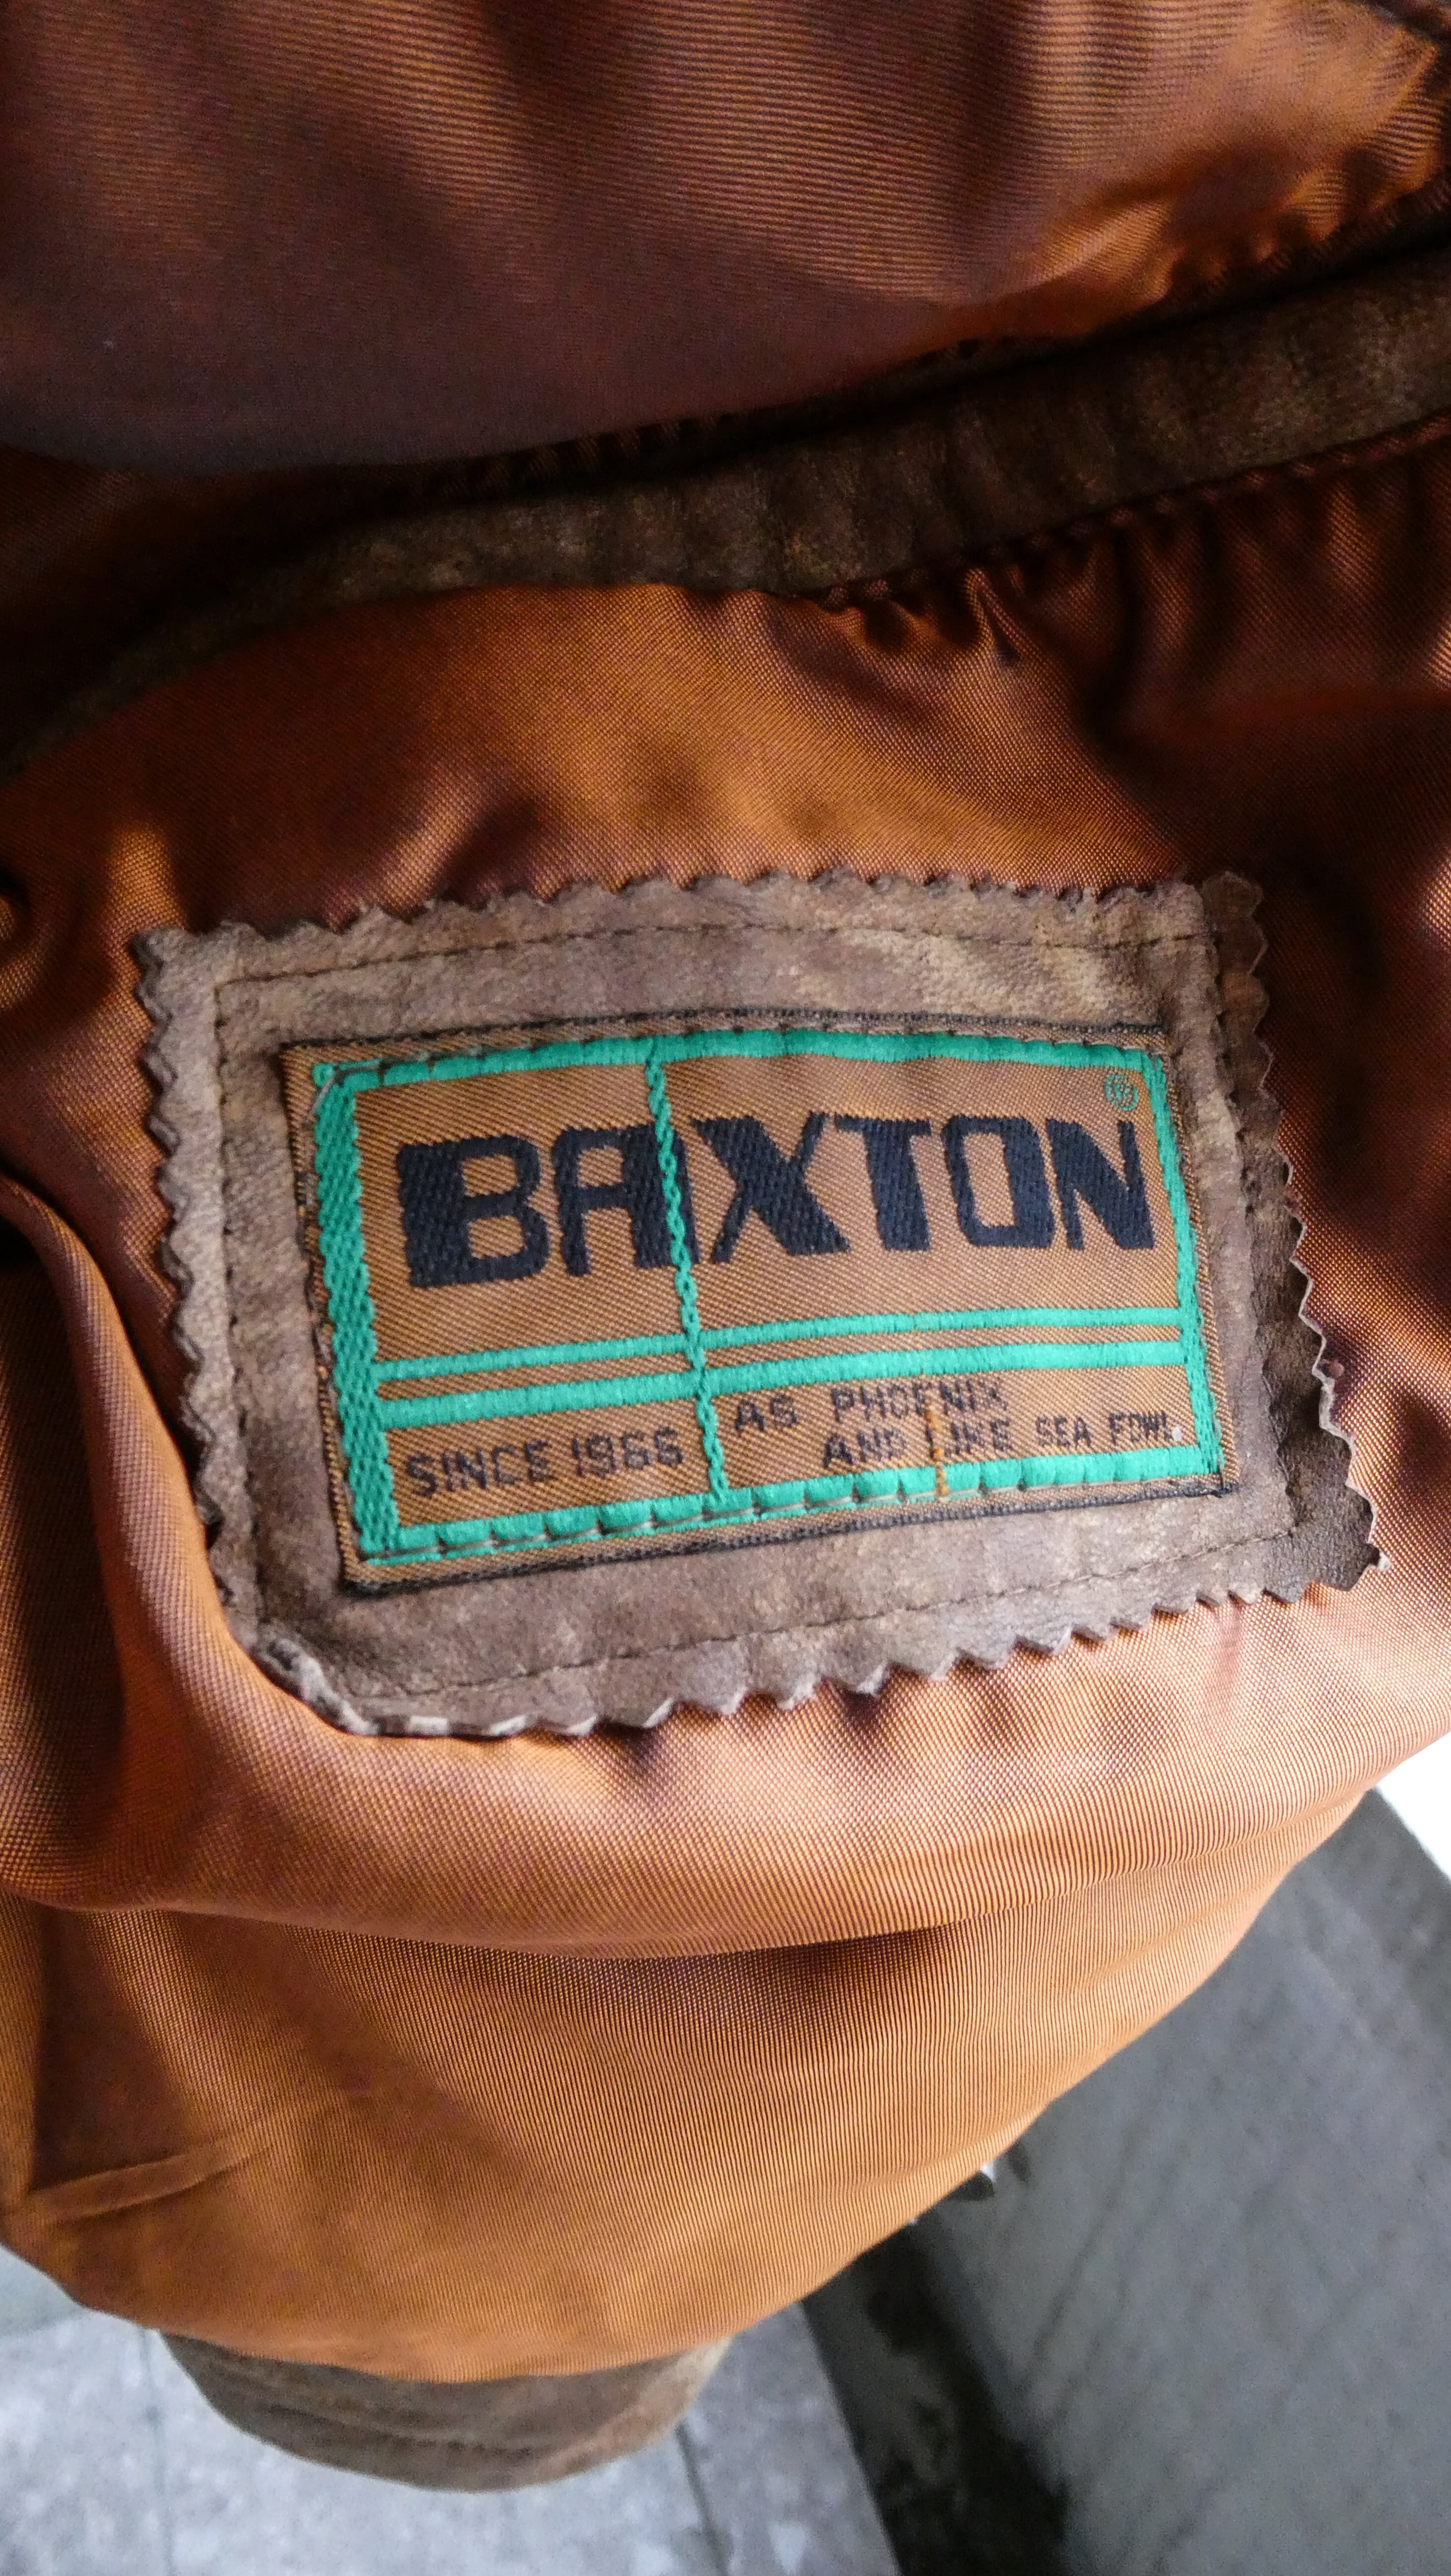 BAXTON ®
SINCE 1966
AS PHOENIX
AND LIKE SEA FOWL.